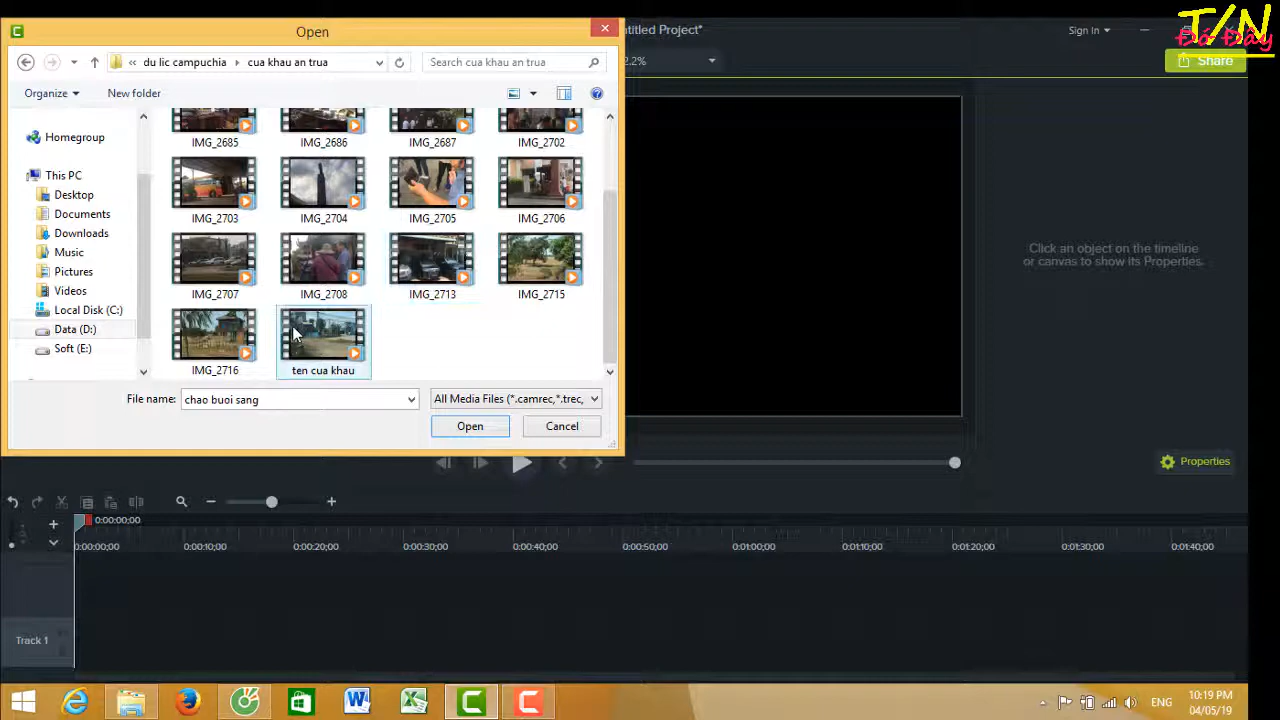 Open
ntitled Project*
Sign In
T/N
Đó Đây
du lic campuchia
cua khau an trua
Search cua khau an trua
2.2%
Share
Organize
New folder
Homegroup
This PC
Desktop
Documents
Downloads
Music
Pictures
Videos
Local Disk (C:)
Data (D:)
Soft (E:)
IMG_2685
IMG_2686
IMG_2687
IMG_2702
IMG_2703
IMG_2704
IMG_2705
IMG_2706
IMG_2707
IMG_2708
IMG_2713
IMG_2715
IMG_2716
ten cua khau
Click an object on the timeline
or canvas to show its Properties.
File name:
chao buoi sang
All Media Files (*.camrec,*.trec,
Open
Cancel
Properties
0:00:00;00
0:00:00;00
0:00:10;00
0:00:20;00
0:00:30;00
0:00:40;00
0:00:50;00
0:01:00;00
0:01:10;00
0:01:20;00
0:01:30;00
0:01:40;00
Track 1
ENG
10:19 PM
04/05/19